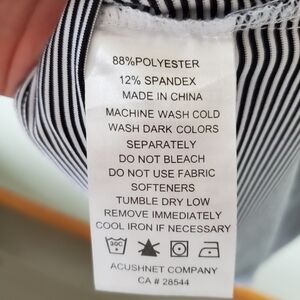 88%POLYESTER
12% SPANDEX
MADE IN CHINA
MACHINE WASH COLD
WASH DARK COLORS
SEPARATELY
DO NOT BLEACH
DO NOT USE FABRIC
SOFTENERS
TUMBLE DRY LOW
REMOVE IMMEDIATELY
COOL IRON IF NECESSARY
30C
ACUSHNET COMPANY
CA # 28544